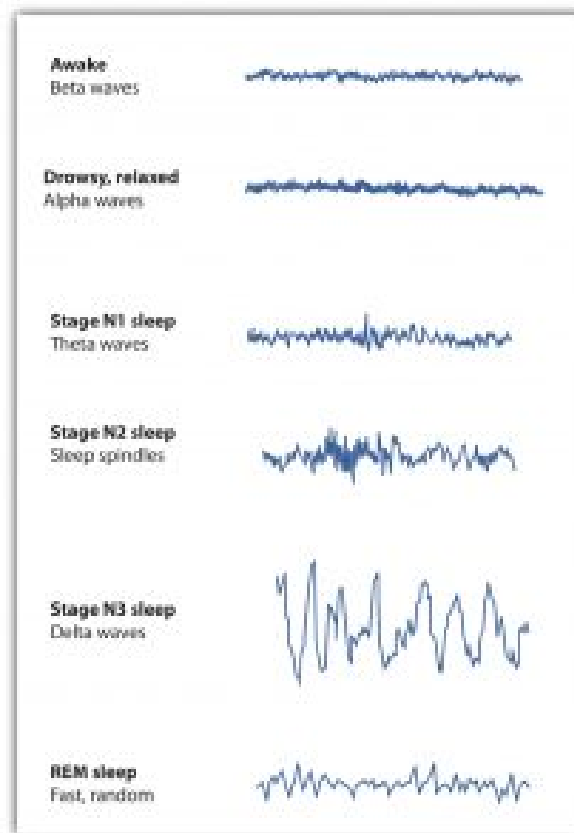 Awake
Beta waves
Drowsy, relaxed
Alpha waves
Stage N1 sleep
Theta waves
Stage N2 sleep
Sleep spindles
Stage N3 sleep
Delta waves
REM sleep
Fast, random